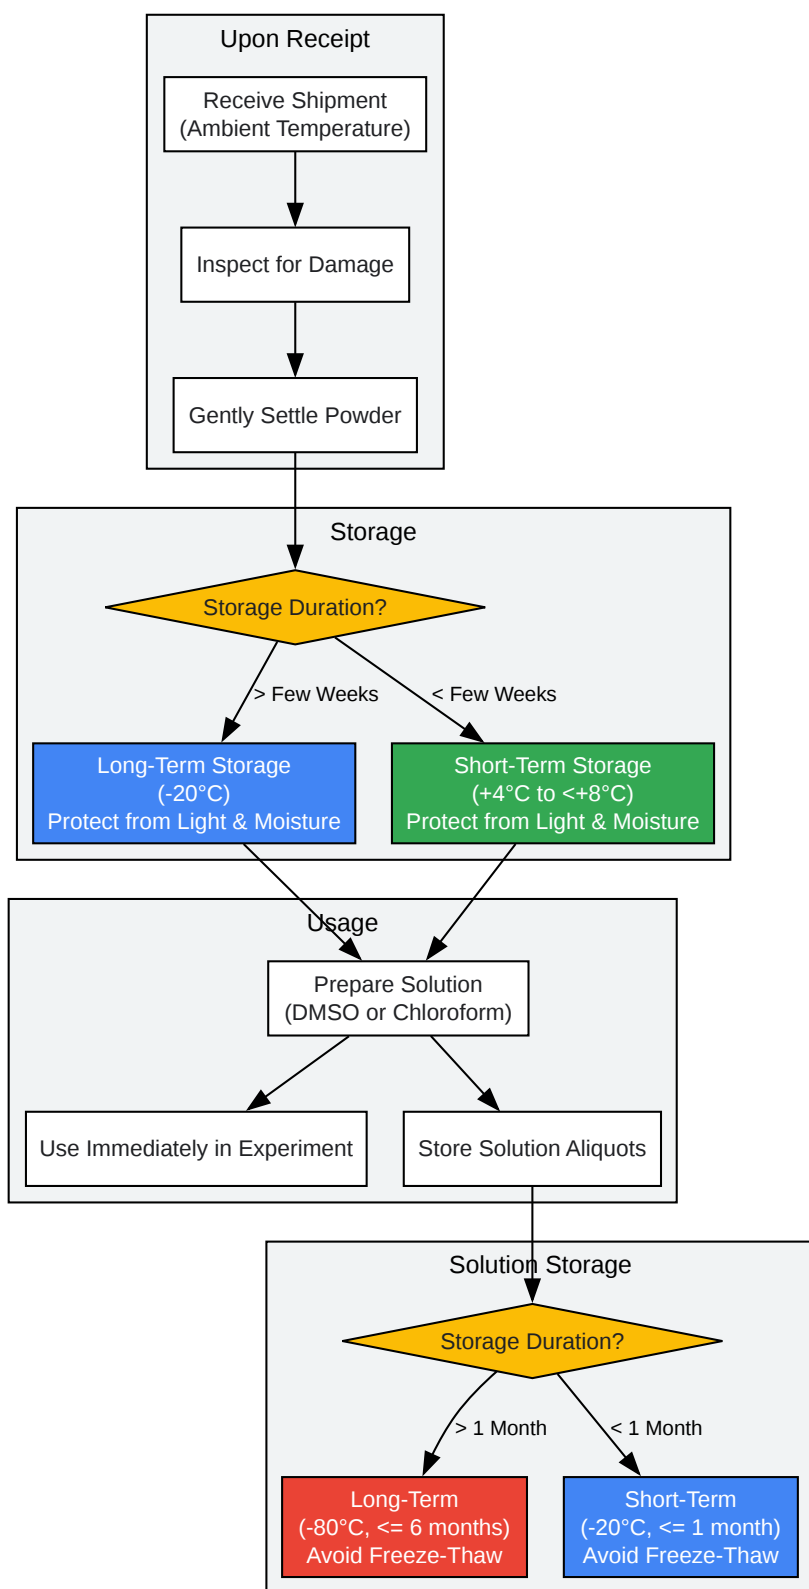 Upon Receipt
Receive Shipment
(Ambient Temperature)
Inspect for Damage
Gently Settle Powder
Storage
Storage Duration?
> Few Weeks
< Few Weeks
Long-Term Storage
(-20°C)
Protect from Light & Moisture
Short-Term Storage
(+4°C to <+8°C)
Protect from Light & Moisture
Usage
Prepare Solution
(DMSO or Chloroform)
Use Immediately in Experiment
Store Solution Aliquots
Solution Storage
Storage Duration?
> 1 Month
< 1 Month
Long-Term
(-80°C, <= 6 months)
Avoid Freeze-Thaw
Short-Term
(-20°C, <= 1 month)
Avoid Freeze-Thaw